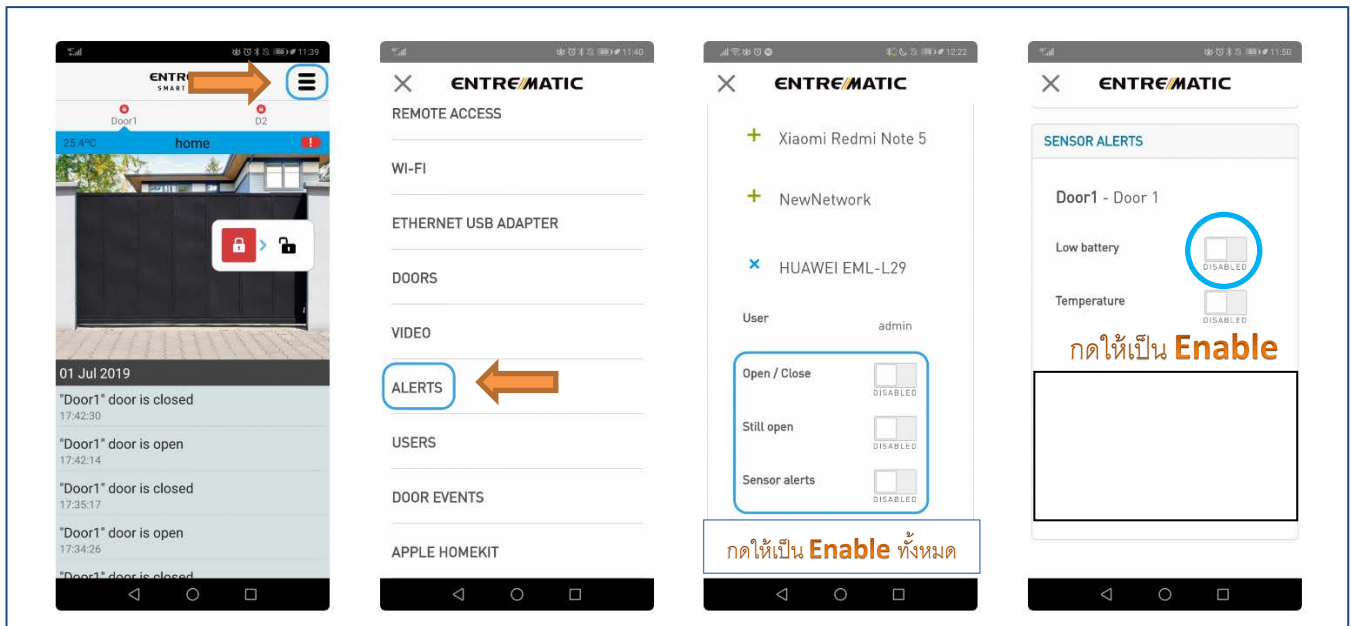 11:39
ENTR
SMART
Door1
D2
25.4°C
home
01 Jul 2019
"Door1" door is closed
17:42:30
"Door1" door is open
17:42:14
"Door1" door is closed
17:35:17
"Door1" door is open
17:34:26
"Door1" door is closed
11:40
ENTREMATIC
REMOTE ACCESS
WI-FI
ETHERNET USB ADAPTER
DOORS
VIDEO
ALERTS
USERS
DOOR EVENTS
APPLE HOMEKIT
12:22
ENTREMATIC
Xiaomi Redmi Note 5
NewNetwork
HUAWEI EML-L29
User
admin
Open / Close
DISABLED
Still open
DISABLED
Sensor alerts
DISABLED
กดให้เป็น Enable ทั้งหมด
11:50
ENTREMATIC
SENSOR ALERTS
Door1 - Door 1
Low battery
DISABLED
Temperature
DISABLED
กดให้เป็น Enable